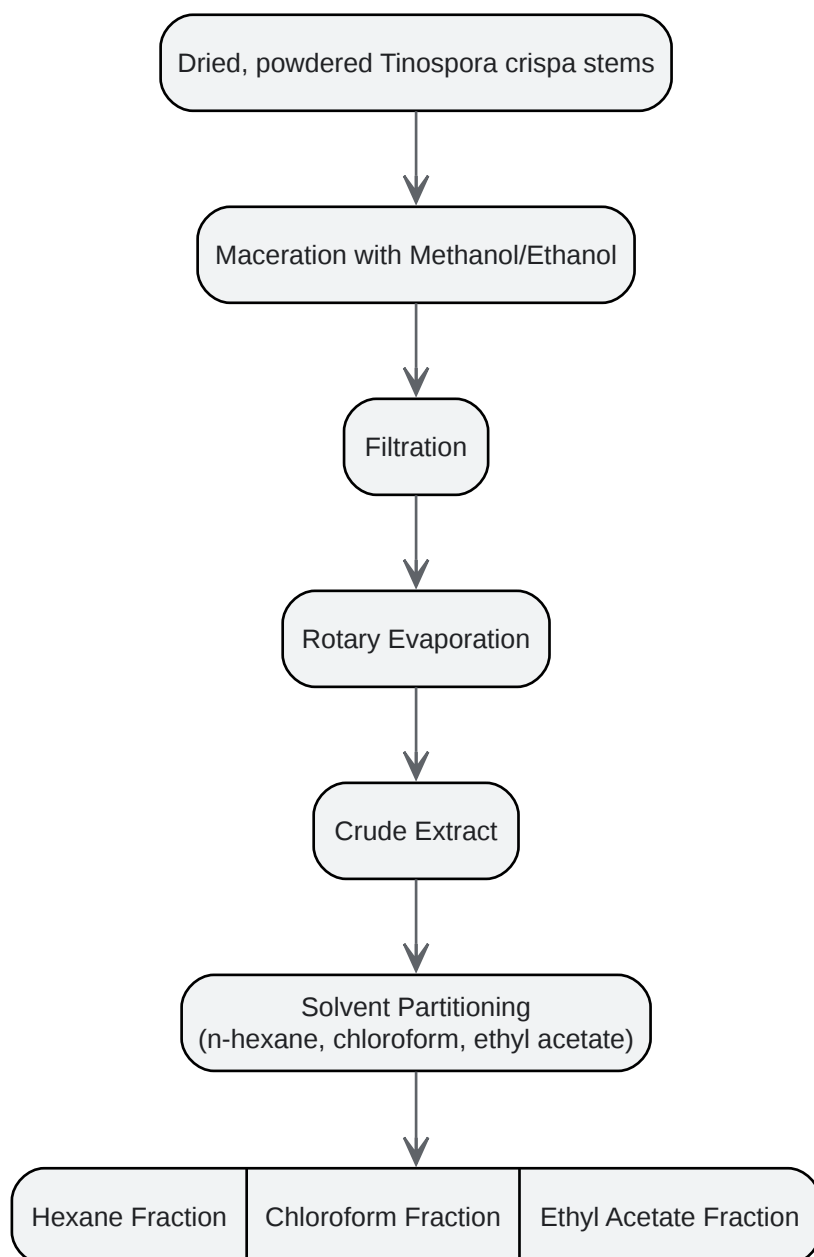 Dried, powdered Tinospora crispa stems
Maceration with Methanol/Ethanol
Filtration
Rotary Evaporation
Crude Extract
Solvent Partitioning
(n-hexane, chloroform, ethyl acetate)
Hexane Fraction
Chloroform Fraction
Ethyl Acetate Fraction